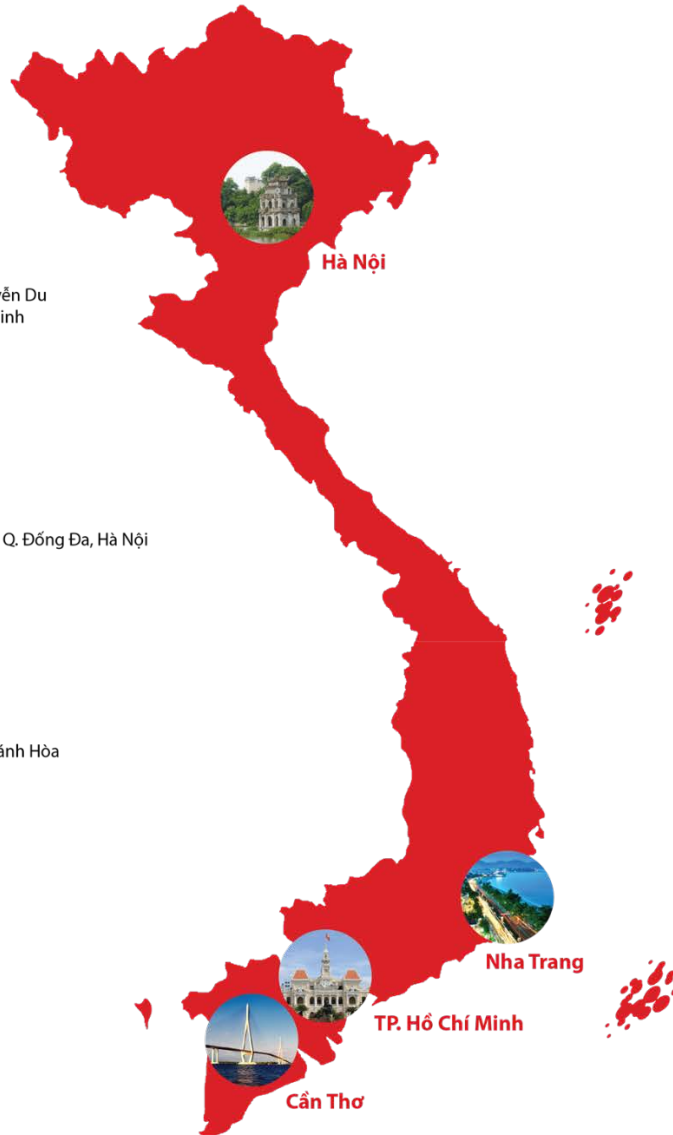 Hà Nội
ễn Du
inh
Q. Đống Đa, Hà Nội
ánh Hòa
Nha Trang
TP. Hồ Chí Minh
Cần Thơ